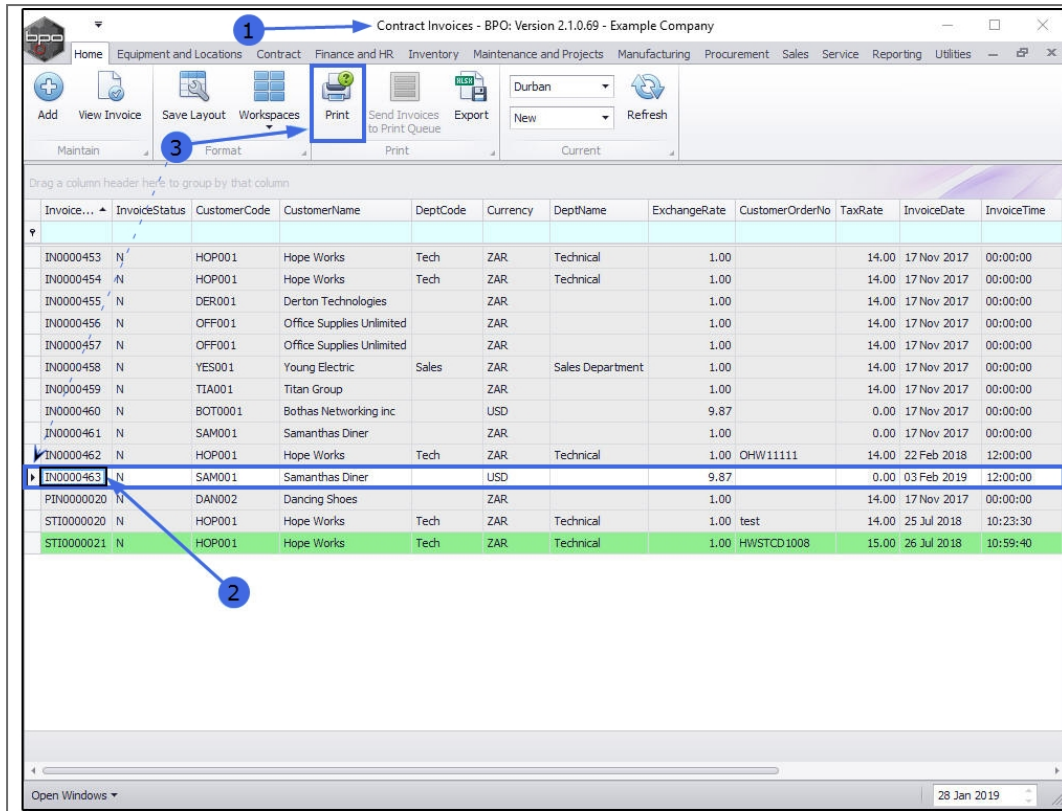 1
Contract Invoices - BPO: Version 2.1.0.69 - Example Company
bpo
Home Equipment and Locations Contract Finance and HR Inventory Maintenance and Projects Manufacturing Procurement Sales Service Reporting Utilities
Add View Invoice Save Layout Workspaces Print Send Invoices to Print Queue XLSX Export Durban New Refresh
Maintain 3 Format Print Current
Drag a column header here to group by that column
Invoice... InvoiceStatus CustomerCode CustomerName DeptCode Currency DeptName ExchangeRate CustomerOrderNo TaxRate InvoiceDate InvoiceTime
IN0000453 N HOP001 Hope Works Tech ZAR Technical 1.00 14.00 17 Nov 2017 00:00:00
IN0000454 N HOP001 Hope Works Tech ZAR Technical 1.00 14.00 17 Nov 2017 00:00:00
IN0000455 N DER001 Derton Technologies ZAR 1.00 14.00 17 Nov 2017 00:00:00
IN0000456 N OFF001 Office Supplies Unlimited ZAR 1.00 14.00 17 Nov 2017 00:00:00
IN0000457 N OFF001 Office Supplies Unlimited ZAR 1.00 14.00 17 Nov 2017 00:00:00
IN0000458 N YES001 Young Electric Sales ZAR Sales Department 1.00 14.00 17 Nov 2017 00:00:00
IN0000459 N TIA001 Titan Group ZAR 1.00 14.00 17 Nov 2017 00:00:00
IN0000460 N BOT0001 Bothas Networking inc USD 9.87 0.00 17 Nov 2017 00:00:00
IN0000461 N SAM001 Samanthas Diner ZAR 1.00 0.00 17 Nov 2017 00:00:00
IN0000462 N HOP001 Hope Works Tech ZAR Technical 1.00 OHW11111 14.00 22 Feb 2018 12:00:00
IN0000463 N SAM001 Samanthas Diner USD 9.87 0.00 03 Feb 2019 12:00:00
PIN0000020 N DAN002 Dancing Shoes ZAR 1.00 14.00 17 Nov 2017 00:00:00
STI0000020 N HOP001 Hope Works Tech ZAR Technical 1.00 test 14.00 25 Jul 2018 10:23:30
STI0000021 N HOP001 Hope Works Tech ZAR Technical 1.00 HWSTCD1008 15.00 26 Jul 2018 10:59:40
2
Open Windows 28 Jan 2019